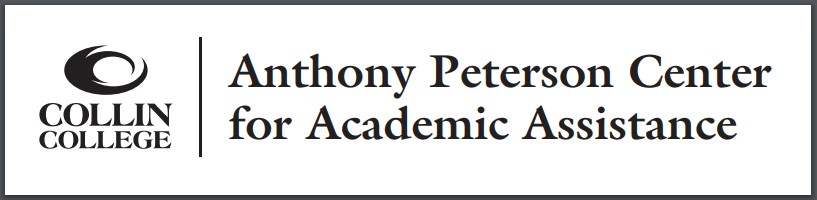 COLLIN
COLLEGE
Anthony Peterson Center
for Academic Assistance